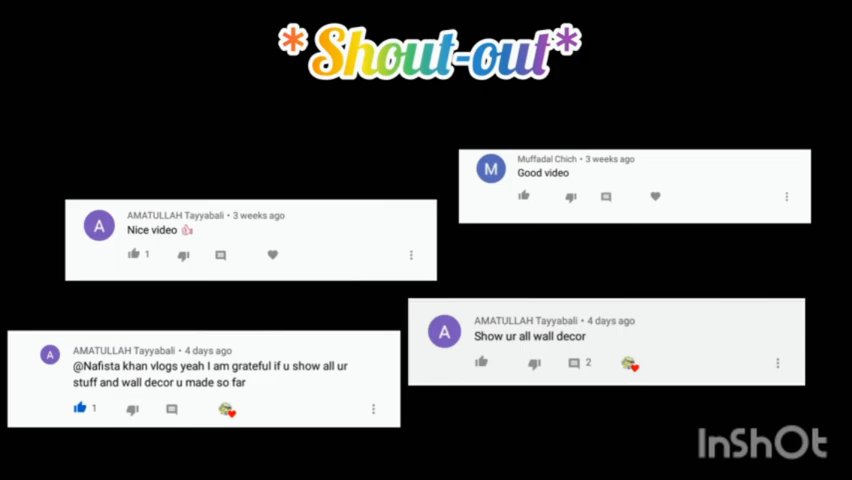 *Shout-out*
Muffadal Chich • 3 weeks ago
Good video
M
AMATULLAH Tayyabali • 3 weeks ago
A
Nice video 👍
1
AMATULLAH Tayyabali • 4 days ago
A
Show ur all wall decor
2
AMATULLAH Tayyabali • 4 days ago
A
@Nafista khan vlogs yeah I am grateful if u show all ur
stuff and wall decor u made so far
1
InShOt